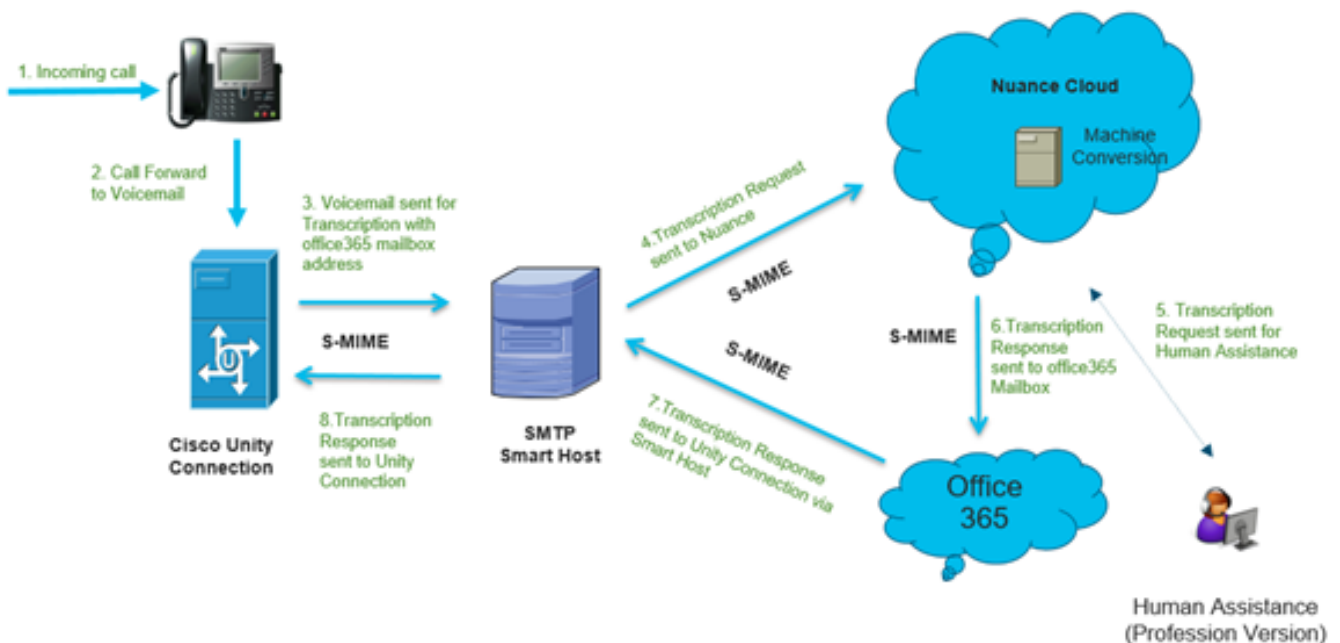 1. Incoming call
2. Call Forward
to Voicemail
3. Voicemail sent for
Transcription with
office365 mailbox
address
S-MIME
8.Transcription
Response
sent to Unity
Connection
Cisco Unity
Connection
U
SMTP
Smart Host
4.Transcription Request
sent to Nuance
S-MIME
S-MIME
7.Transcription Response
sent to Unity Connection via
Smart Host
Nuance Cloud
Machine
Conversion
S-MIME
6.Transcription
Response
sent to office365
Mailbox
5. Transcription
Request sent for
Human Assistance
Office
365
Human Assistance
(Profession Version)